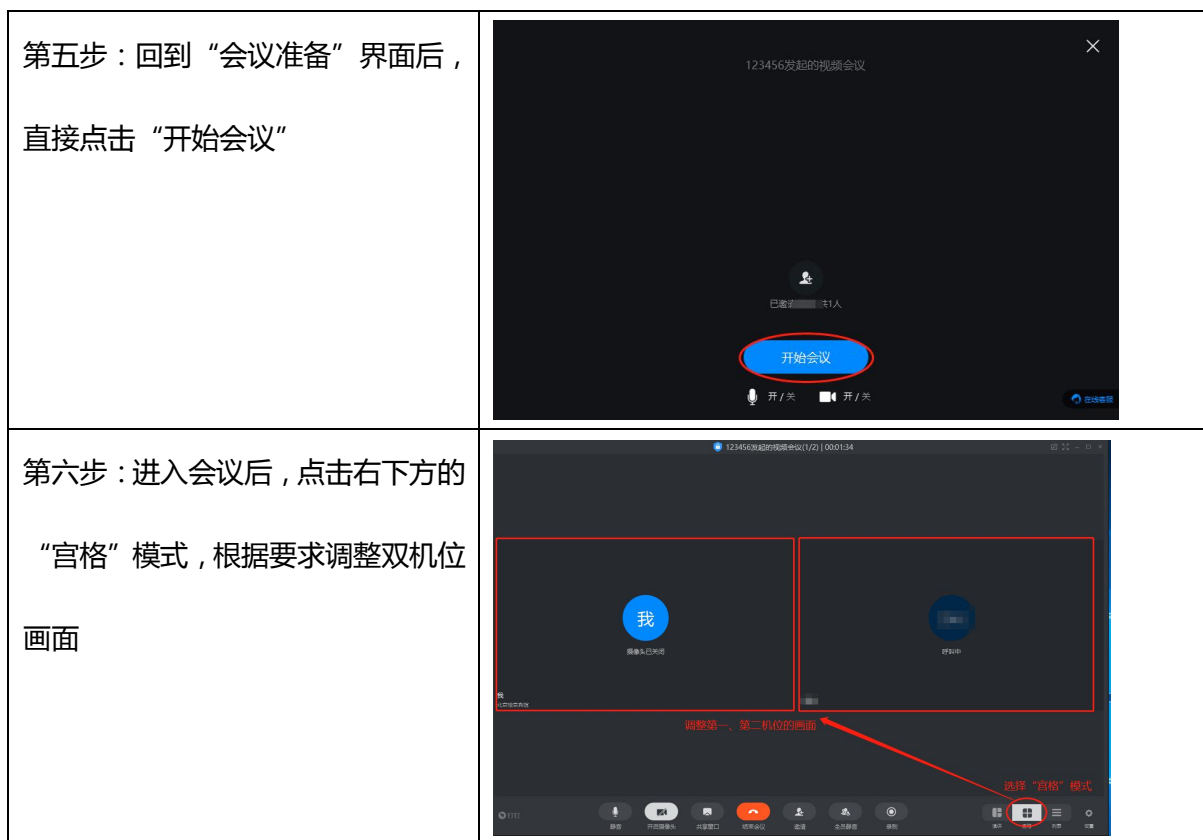 第五步：回到“会议准备”界面后，
直接点击“开始会议”
123456发起的视频会议
共1人
开始会议
开/关 开/关
在线客服
第六步：进入会议后，点击右下方的
“宫格”模式，根据要求调整双机位
画面
123456发起的视频会议(1/2) | 00:01:34
我
摄像头已关闭
呼叫中
我
调整第一、第二机位的画面
选择“宫格”模式
钉钉
静音 开启摄像头 共享窗口 结束会议 邀请 全员静音 录制 设置